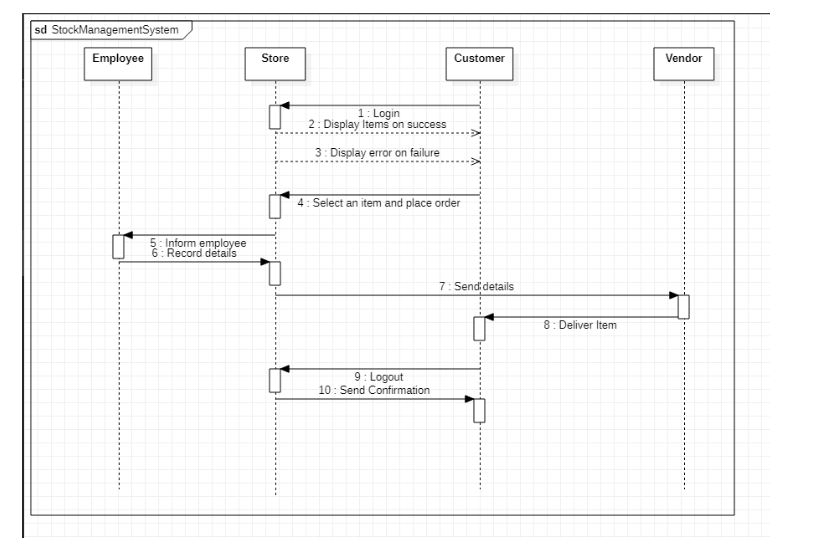 sd StockManagementSystem
Employee
Store
Customer
Vendor
1 : Login
2 : Display Items on success
3 : Display error on failure
4 : Select an item and place order
5 : Inform employee
6 : Record details
7 : Send details
8 : Deliver Item
9 : Logout
10 : Send Confirmation